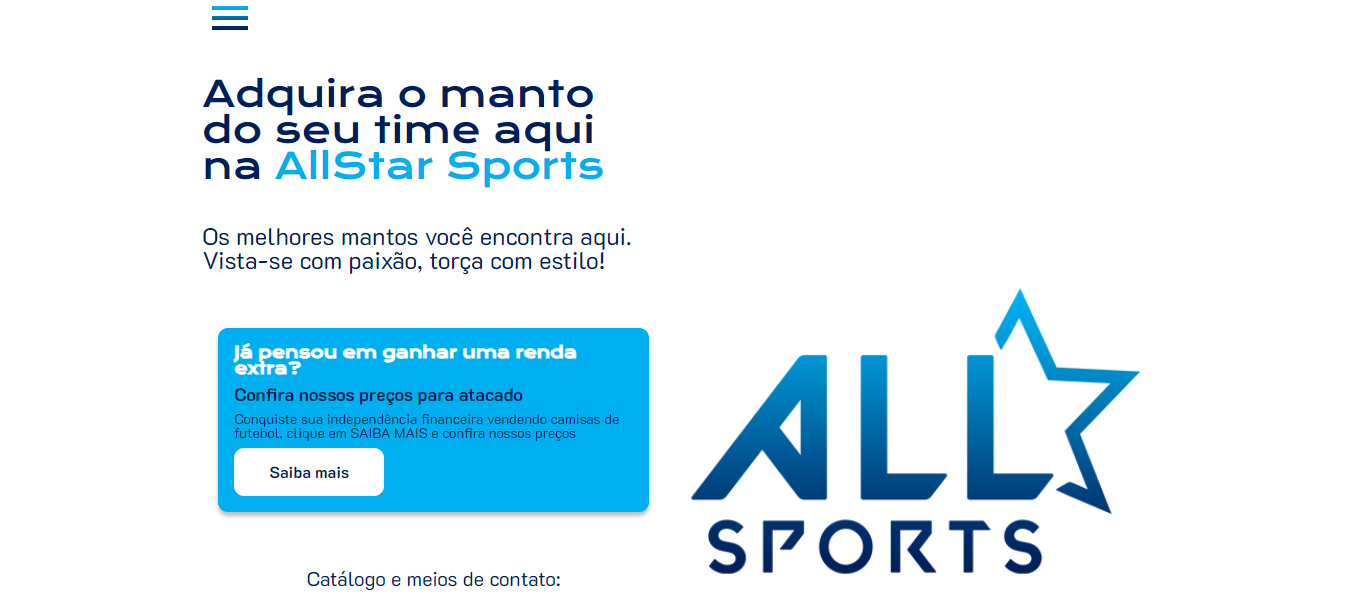 Adquira o manto
do seu time aqui
na AllStar Sports
Os melhores mantos você encontra aqui.
Vista-se com paixão, torça com estilo!
Já pensou em ganhar uma renda
extra?
Confira nossos preços para atacado
Conquiste sua independência financeira vendendo camisas de
futebol, clique em SAIBA MAIS e confira nossos preços
Saiba mais
Catálogo e meios de contato:
ALL
SPORTS